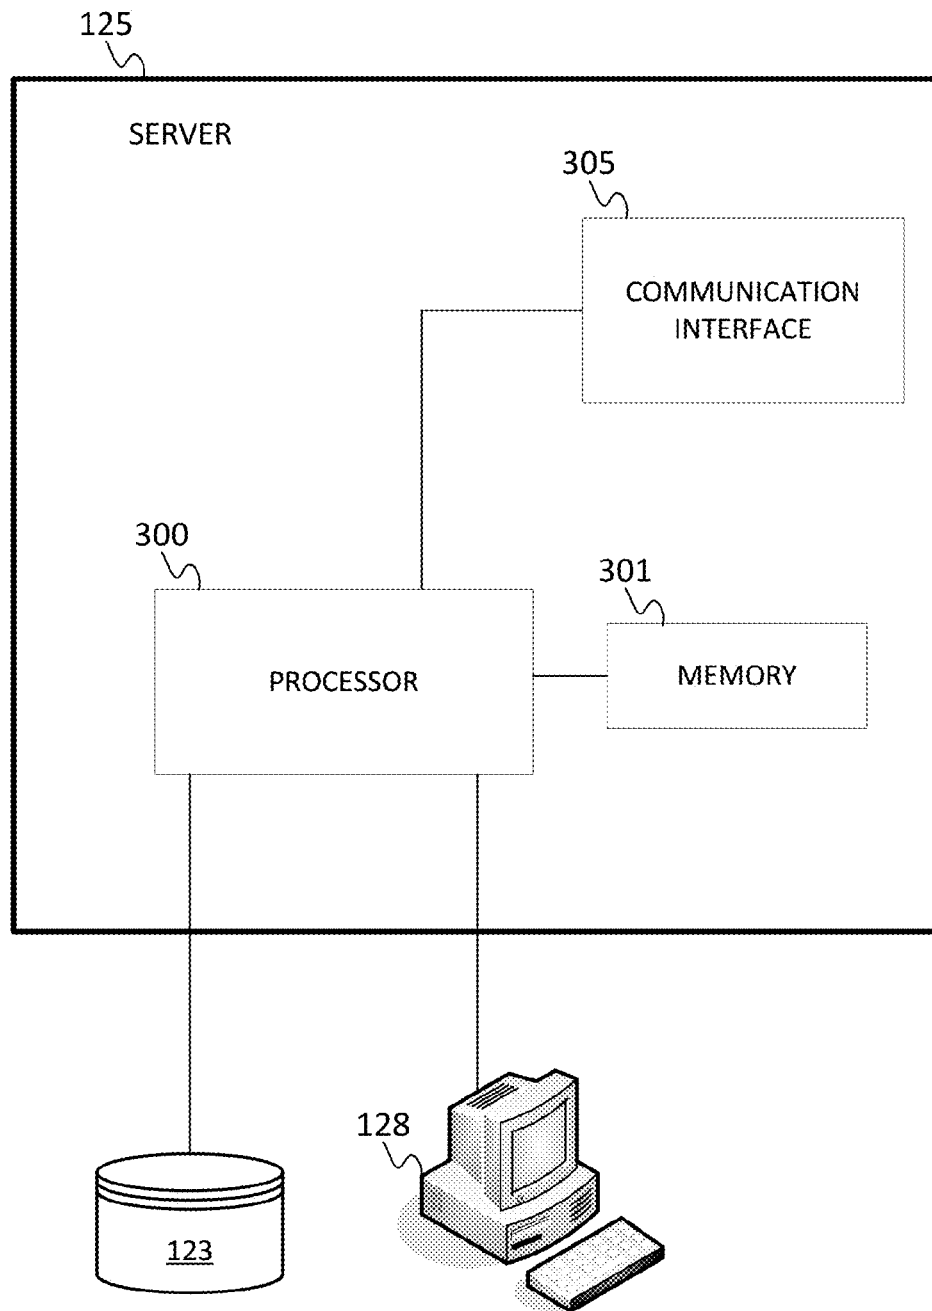 125
SERVER
305
COMMUNICATION
INTERFACE
300
301
PROCESSOR
MEMORY
128
123